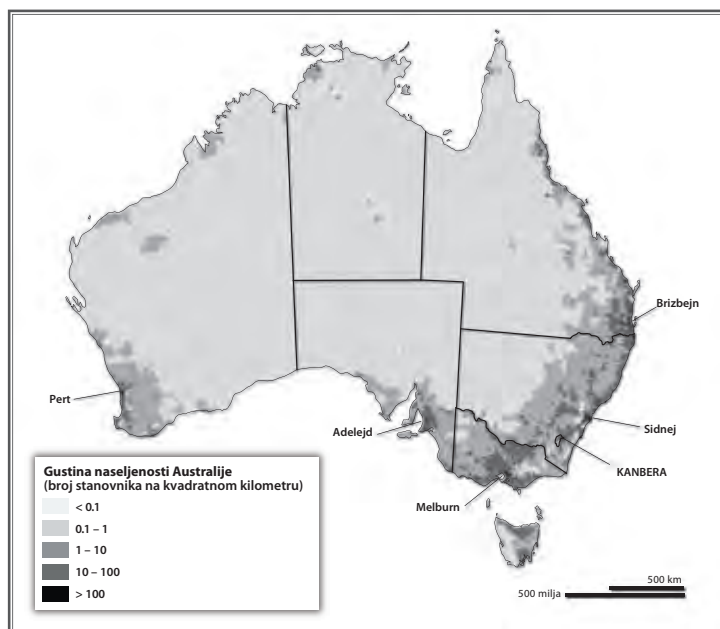 Brizbejn
Pert
Adelejd
Sidnej
KANBERA
Melburn
Gustina naseljenosti Australije
(broj stanovnika na kvadratnom kilometru)
< 0.1
0.1 – 1
1 – 10
10 – 100
> 100
500 km
500 milja